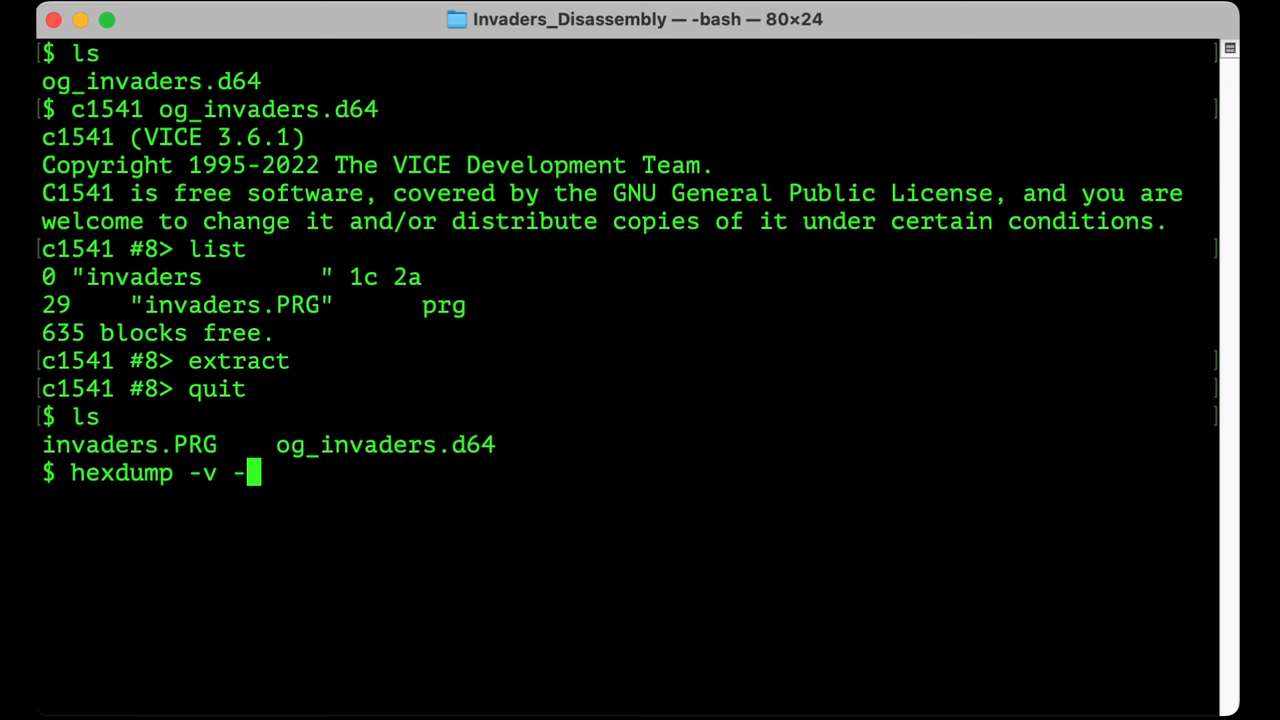 Invaders_Disassembly — -bash — 80×24
[$ ls ]
og_invaders.d64
[$ c1541 og_invaders.d64 ]
c1541 (VICE 3.6.1)
Copyright 1995-2022 The VICE Development Team.
C1541 is free software, covered by the GNU General Public License, and you are
welcome to change it and/or distribute copies of it under certain conditions.
[c1541 #8> list ]
0 "invaders        " 1c 2a
29    "invaders.PRG"      prg
635 blocks free.
[c1541 #8> extract ]
[c1541 #8> quit ]
[$ ls ]
invaders.PRG    og_invaders.d64
$ hexdump -v -